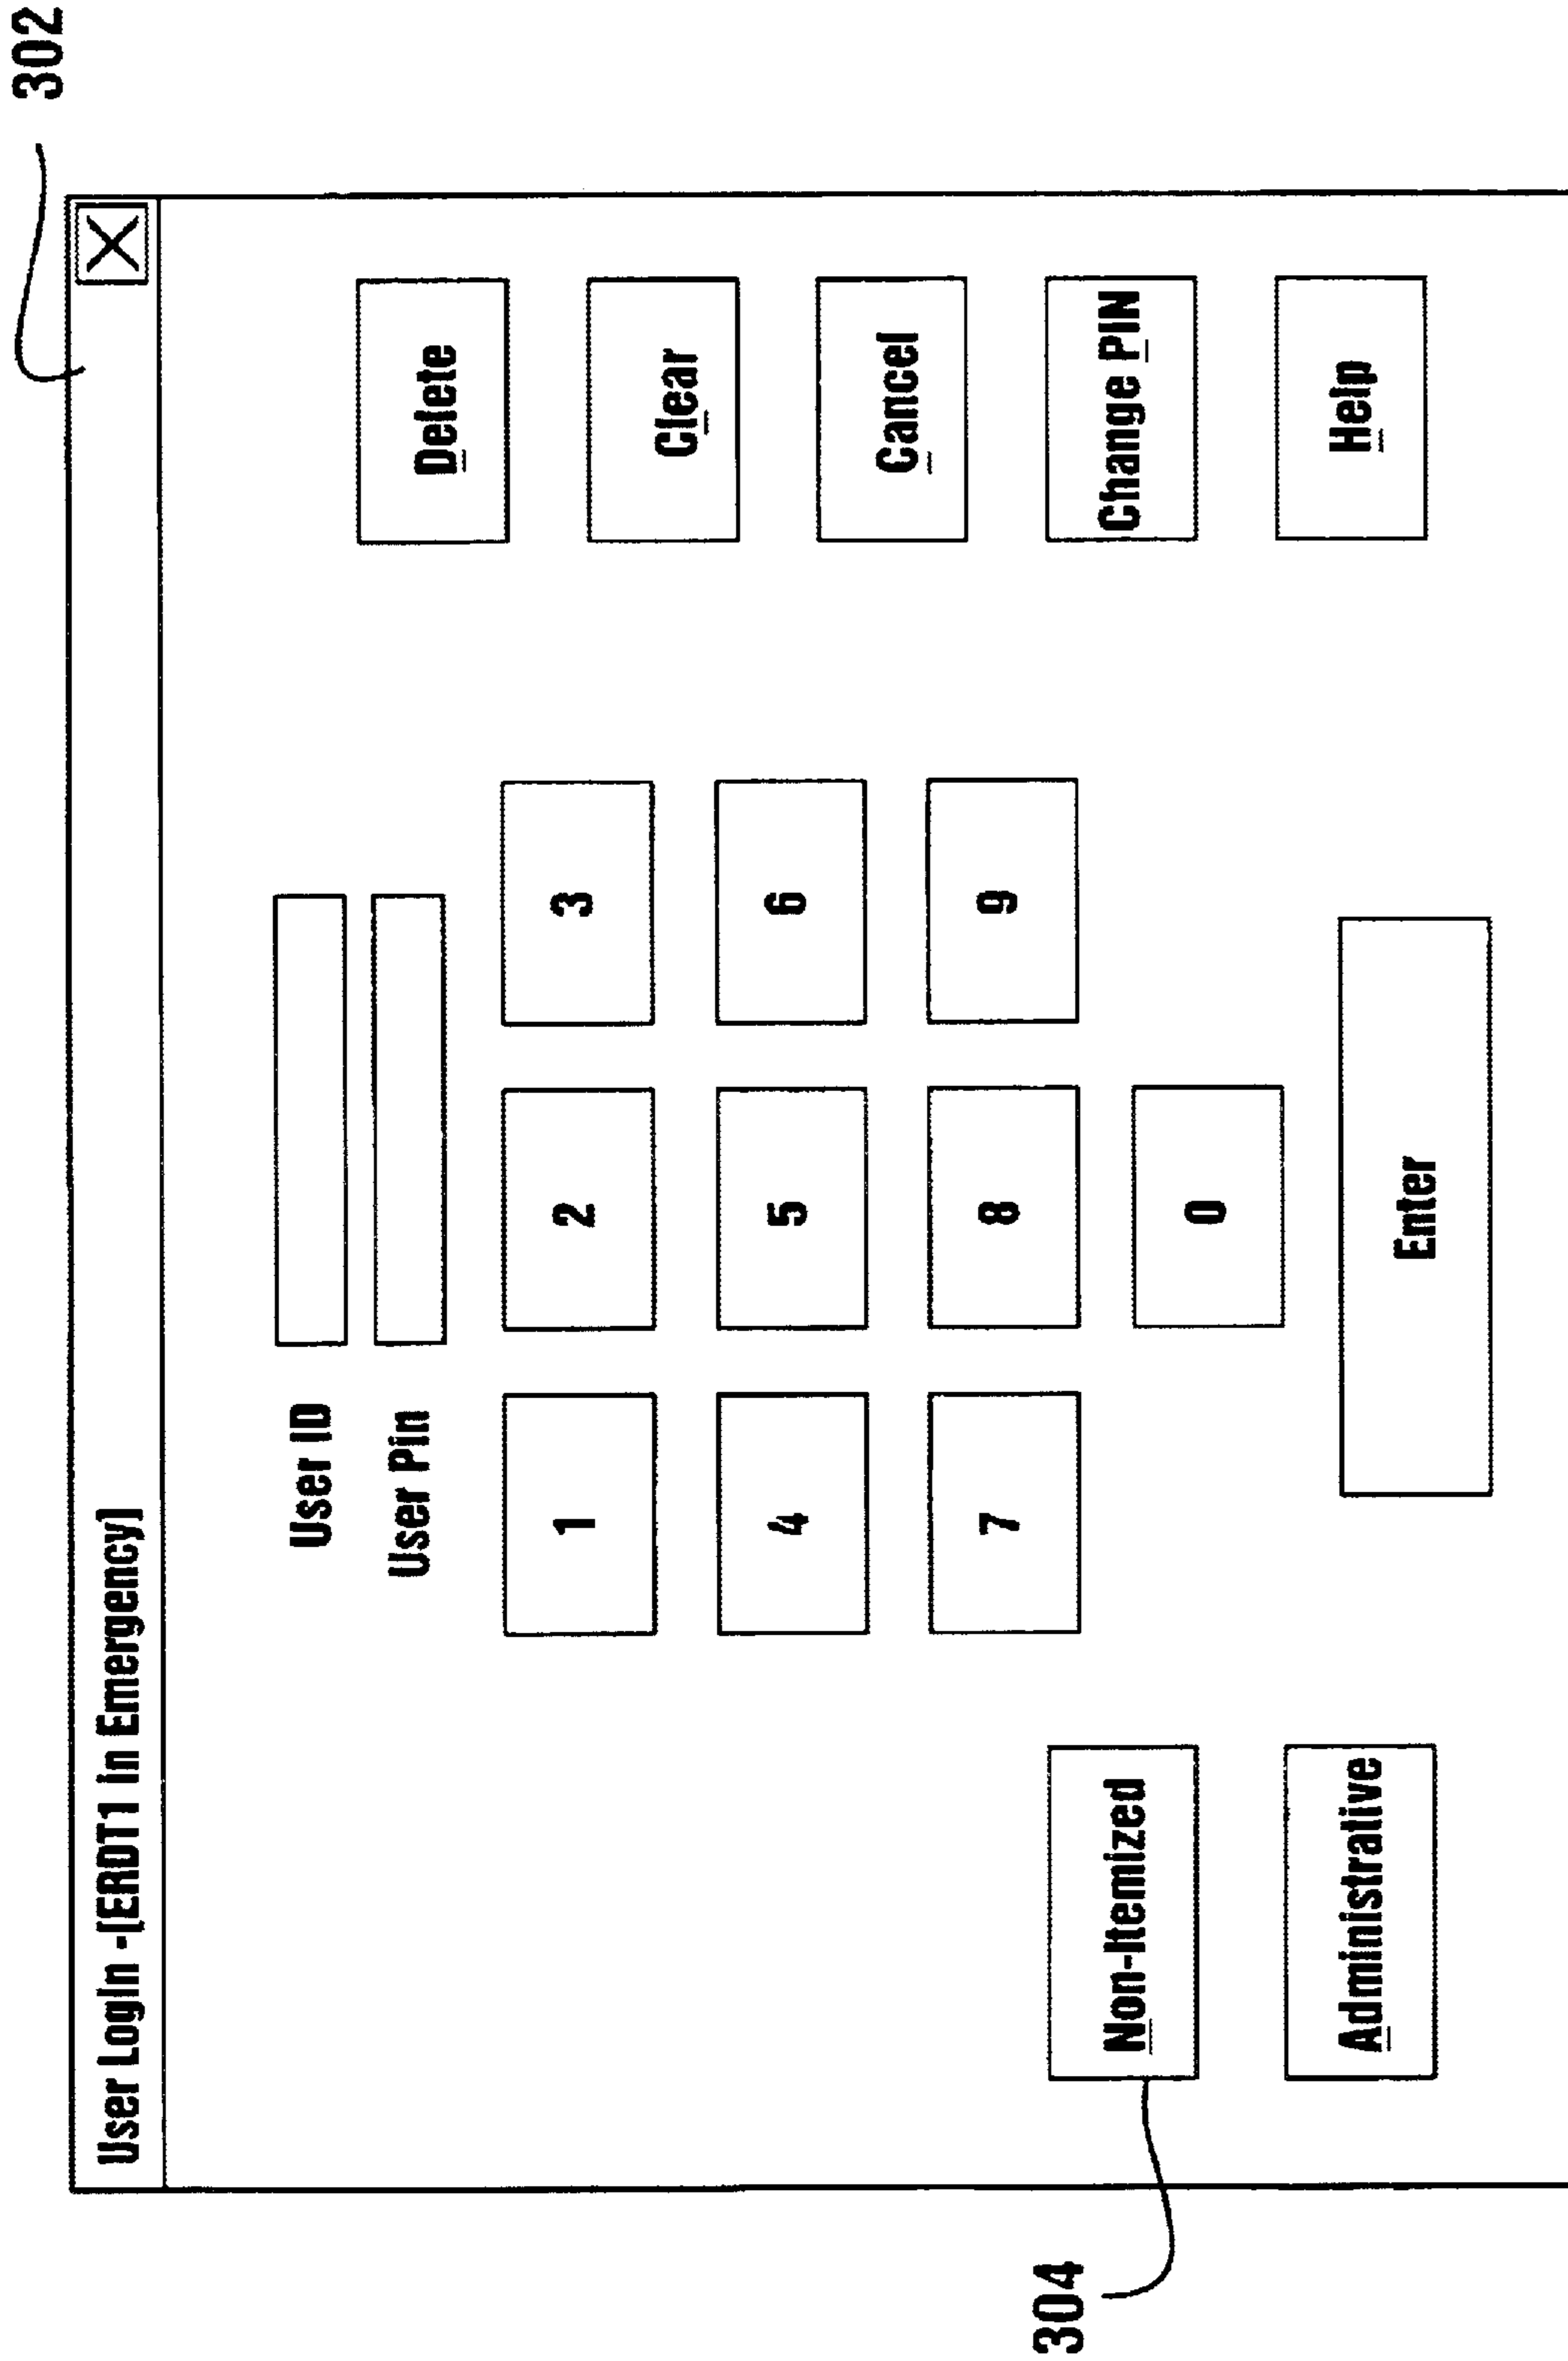 302
User Login -[ERDT1 in Emergency]
X
User ID
User Pin
Delete
1 2 3
Clear
4 5 6
Cancel
7 8 9
304
Non-Itemized
Change PIN
0
Administrative
Enter
Help